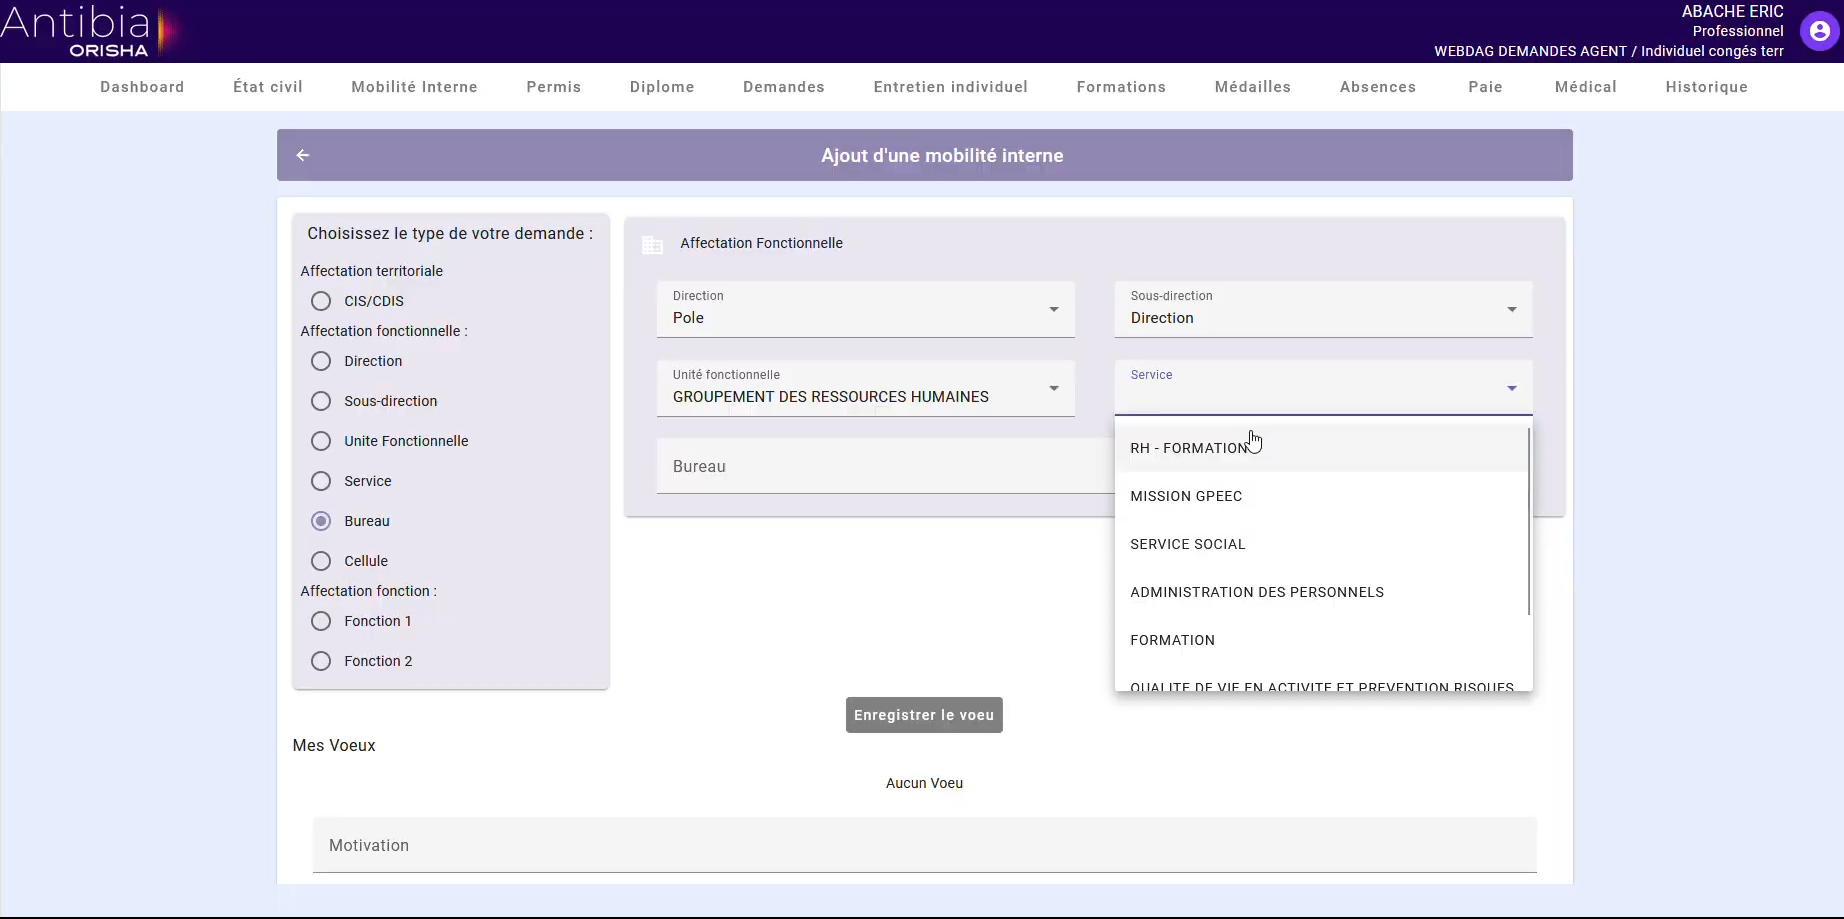 Antibia
ORISHA
ABACHE ERIC
Professionnel
WEBDAG DEMANDES AGENT / Individuel congés terr
Dashboard État civil Mobilité Interne Permis Diplome Demandes Entretien individuel Formations Médailles Absences Paie Médical Historique
Ajout d'une mobilité interne
Choisissez le type de votre demande :
Affectation territoriale
CIS/CDIS
Affectation fonctionnelle :
Direction
Sous-direction
Unite Fonctionnelle
Service
Bureau
Cellule
Affectation fonction :
Fonction 1
Fonction 2
Affectation Fonctionnelle
Direction
Pole
Sous-direction
Direction
Unité fonctionnelle
GROUPEMENT DES RESSOURCES HUMAINES
Service
Bureau
RH - FORMATION
MISSION GPEEC
SERVICE SOCIAL
ADMINISTRATION DES PERSONNELS
FORMATION
QUALITE DE VIE EN ACTIVITE ET PREVENTION RISQUES
Enregistrer le voeu
Mes Voeux
Aucun Voeu
Motivation